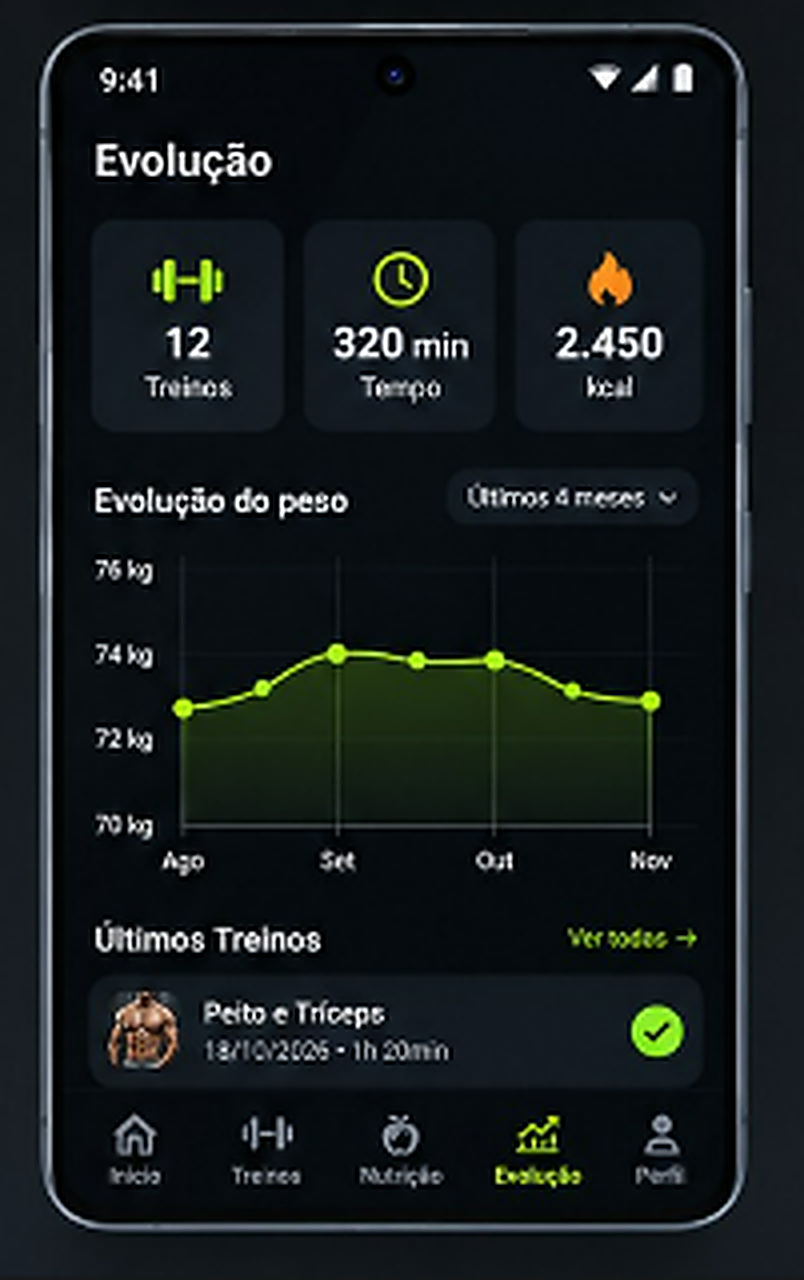 9:41
Evolução
12
Treinos
320 min
Tempo
2.450
kcal
Evolução do peso
Últimos 4 meses
76 kg
74 kg
72 kg
70 kg
Ago Set Out Nov
Últimos Treinos
Ver todos →
Peito e Tríceps
18/10/2026 • 1h 20min
Início Treinos Nutrição Evolução Perfil